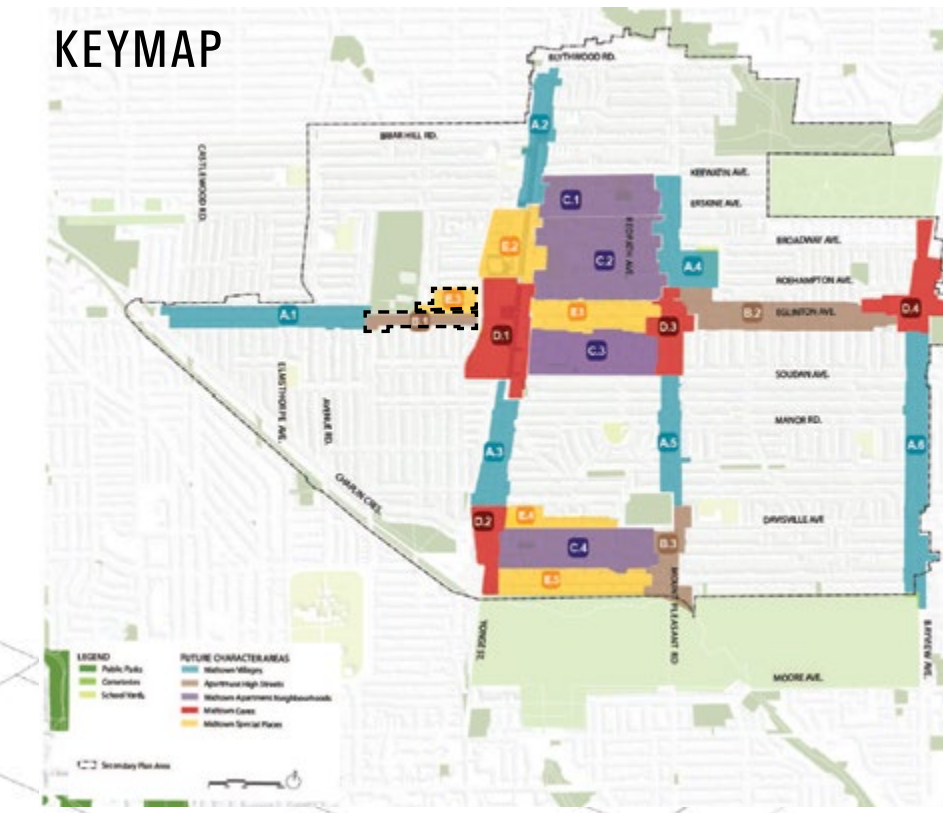 KEYMAP
BLYTHWOOD RD.
A.2
BRIAR HILL RD.
CASTLEWOOD RD.
KEEWATIN AVE.
C.1
ERSKINE AVE.
REDPATH AVE.
BROADWAY AVE.
E.2
C.2
A.4
ROEHAMPTON AVE.
E.3
A.1
B.1
E.1
B.2
EGLINTON AVE.
D.4
D.1
D.3
C.3
SOUDAN AVE.
ELMSTHORPE AVE.
AVENUE RD.
MANOR RD.
A.3
A.5
A.6
CHAPLIN CRES.
D.2
E.4
DAVISVILLE AVE
C.4
B.3
E.5
MOUNT PLEASANT RD
YONGE ST.
BAYVIEW AVE.
MOORE AVE.
LEGEND
Public Parks
Cemeteries
School Yards
Secondary Plan Area
FUTURE CHARACTER AREAS
Midtown Villages
Apartment High Streets
Midtown Apartment Neighbourhoods
Midtown Cores
Midtown Special Places